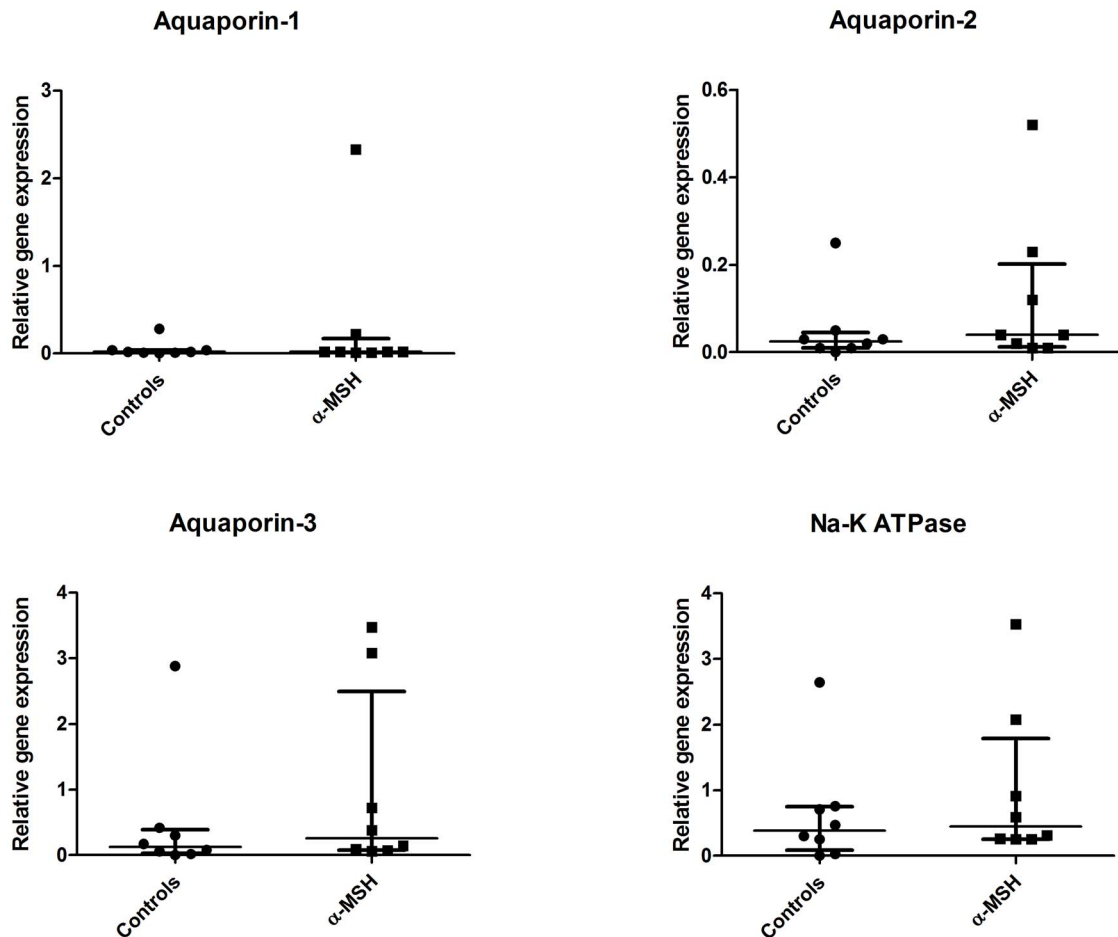 Aquaporin-1
Relative gene expression
3
2
1
0
Controls
α-MSH
Aquaporin-2
Relative gene expression
0.6
0.4
0.2
0.0
Controls
α-MSH
Aquaporin-3
Relative gene expression
4
3
2
1
0
Controls
α-MSH
Na-K ATPase
Relative gene expression
4
3
2
1
0
Controls
α-MSH